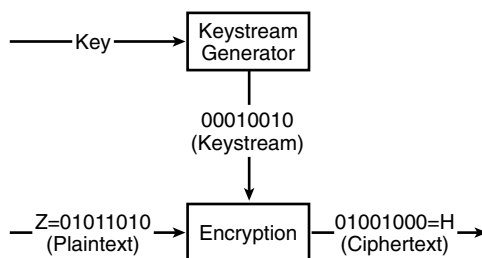 Key
Keystream
Generator
00010010
(Keystream)
Z=01011010
(Plaintext)
Encryption
01001000=H
(Ciphertext)